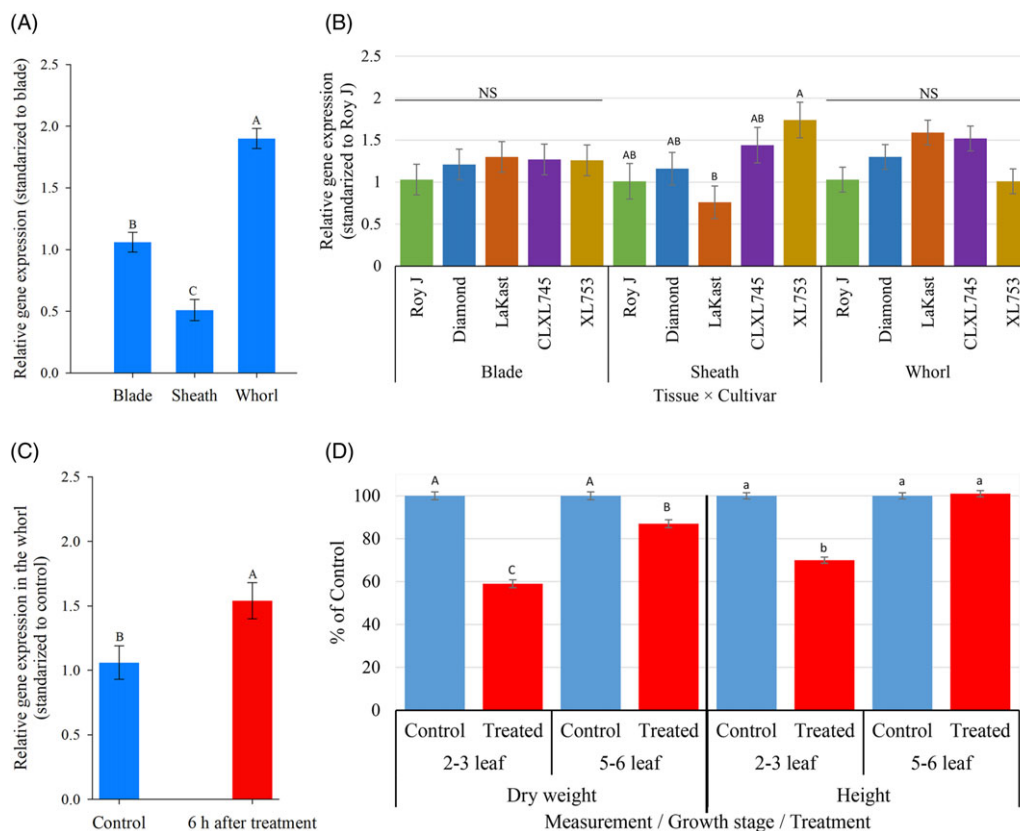 (A)
Relative gene expression (standardized to blade)
2.5
2.0
1.5
1.0
0.5
0.0
B
C
A
Blade Sheath Whorl
(B)
Relative gene expression
(standarized to Roy J)
2
1.5
1
0.5
0
NS
AB
AB
B
AB
A
NS
Roy J
Diamond
LaKast
CLXL745
XL753
Roy J
Diamond
LaKast
CLXL745
XL753
Roy J
Diamond
LaKast
CLXL745
XL753
Blade Sheath Whorl
Tissue × Cultivar
(C)
Relative gene expression in the whorl
(standarized to control)
2.5
2.0
1.5
1.0
0.5
0.0
B
A
Control 6 h after treatment
(D)
% of Control
100
80
60
40
20
0
A
C
A
B
a
b
a
a
Control Treated Control Treated Control Treated Control Treated
2-3 leaf 5-6 leaf 2-3 leaf 5-6 leaf
Dry weight Height
Measurement / Growth stage / Treatment